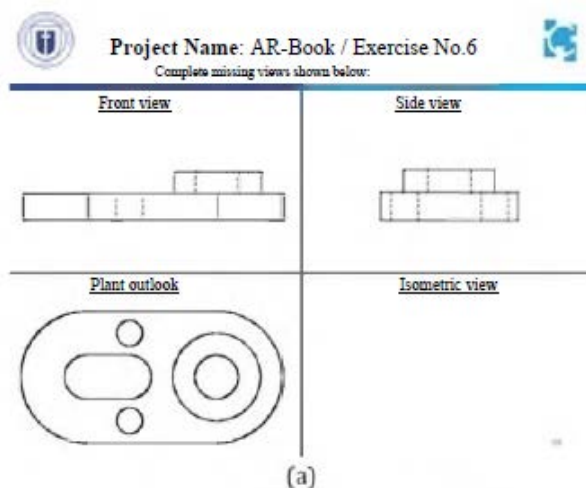 Project Name: AR-Book / Exercise No.6
Complete missing views shown below:
Front view
Side view
Plant outlook
Isometric view
(a)